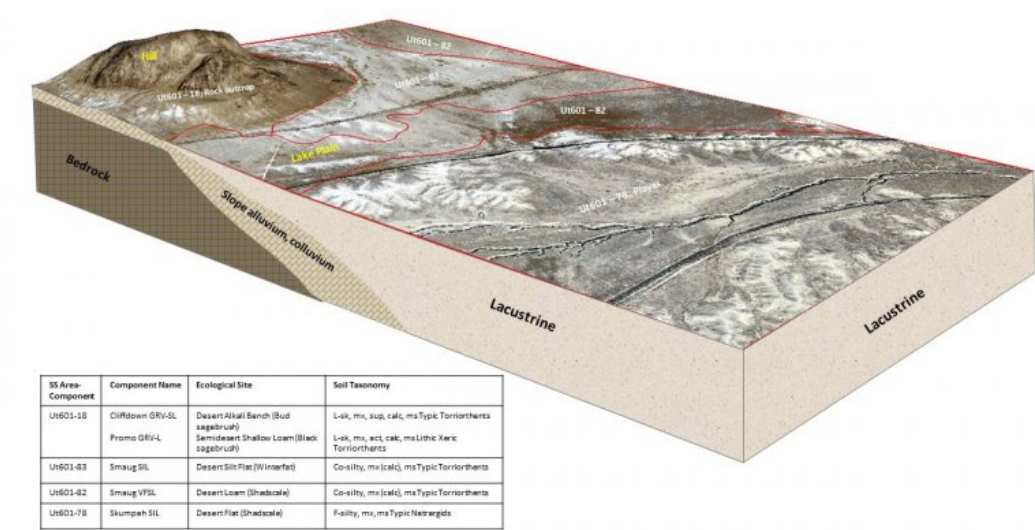 Ut601 – 82
Hill
Ut601 – 83
Ut601 – 18, Rock outcrop
Ut601 – 82
Lake Plain
Bedrock
Ut601 – 78, Playa
Slope alluvium, colluvium
Lacustrine
Lacustrine
SS Area-
Component
Component Name
Ecological Site
Soil Taxonomy
Ut601-18
Cliffdown GRV-SL
Desert Alkali Bench (Bud
sagebrush)
L-sk, mx, sup, calc, ms Typic Torriorthents
Promo GRV-L
Semidesert Shallow Loam (Black
sagebrush)
L-sk, mx, act, calc, ms Lithic Xeric
Torriorthents
Ut601-83
Smaug SIL
Desert Silt Flat (Winterfat)
Co-silty, mx (calc), ms Typic Torriorthents
Ut601-82
Smaug VFSL
Desert Loam (Shadscale)
Co-silty, mx (calc), ms Typic Torriorthents
Ut601-78
Skumpah SIL
Desert Flat (Shadscale)
F-silty, mx, ms Typic Natrargids